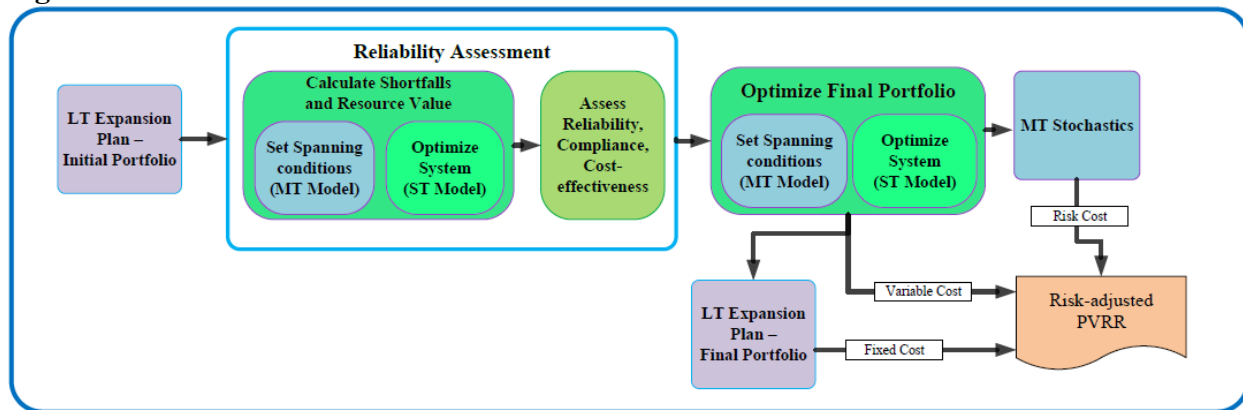 Reliability Assessment
LT Expansion
Plan –
Initial Portfolio
Calculate Shortfalls
and Resource Value
Set Spanning
conditions
(MT Model)
Optimize
System
(ST Model)
Assess
Reliability,
Compliance,
Cost-
effectiveness
Optimize Final Portfolio
Set Spanning
conditions
(MT Model)
Optimize
System
(ST Model)
MT Stochastics
Risk Cost
LT Expansion
Plan –
Final Portfolio
Variable Cost
Fixed Cost
Risk-adjusted
PVRR